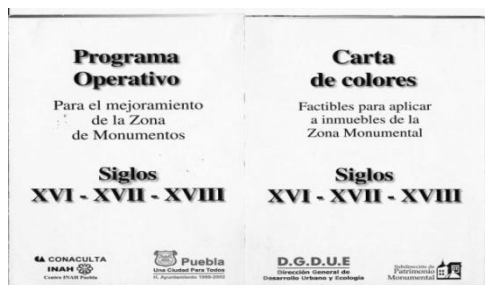 Programa
Operativo
Para el mejoramiento
de la Zona
de Monumentos
Siglos
XVI - XVII - XVIII
CONACULTA
INAH
Centro INAH Puebla
Puebla
Una Ciudad Para Todos
H. Ayuntamiento 1999-2002
Carta
de colores
Factibles para aplicar
a inmuebles de la
Zona Monumental
Siglos
XVI - XVII - XVIII
D.G.D.U.E
Dirección General de
Desarrollo Urbano y Ecología
Subdirección de
Patrimonio
Monumental